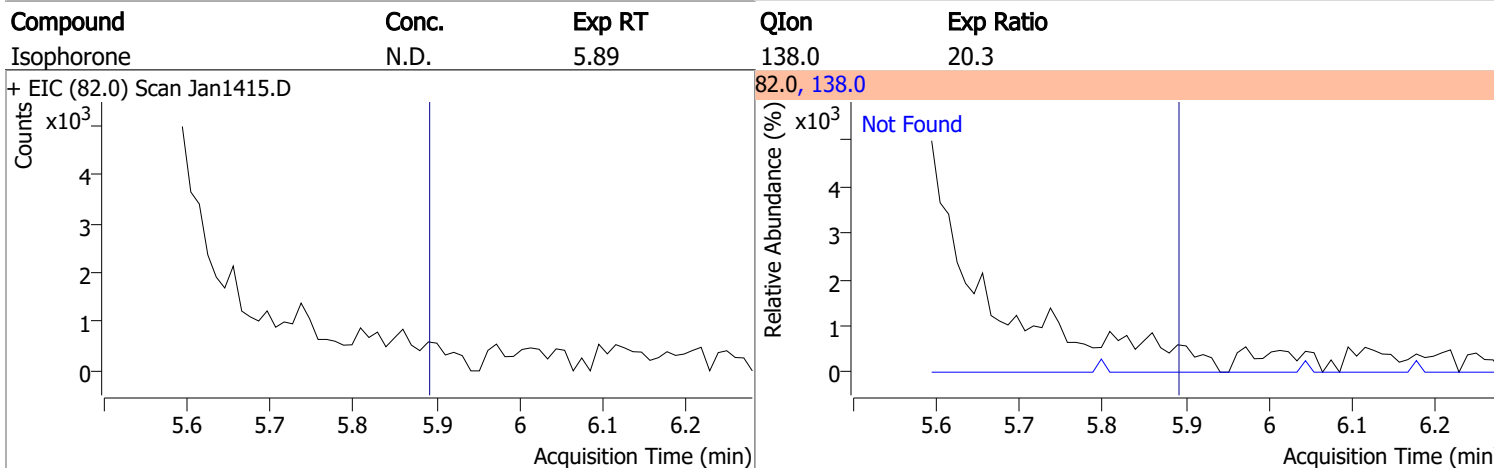 Compound Conc. Exp RT QIon Exp Ratio
Isophorone N.D. 5.89 138.0 20.3
+ EIC (82.0) Scan Jan1415.D
Counts
x10³
4
3
2
1
0
5.6 5.7 5.8 5.9 6 6.1 6.2
Acquisition Time (min)
82.0, 138.0
Relative Abundance (%)
x10³
Not Found
4
3
2
1
0
5.6 5.7 5.8 5.9 6 6.1 6.2
Acquisition Time (min